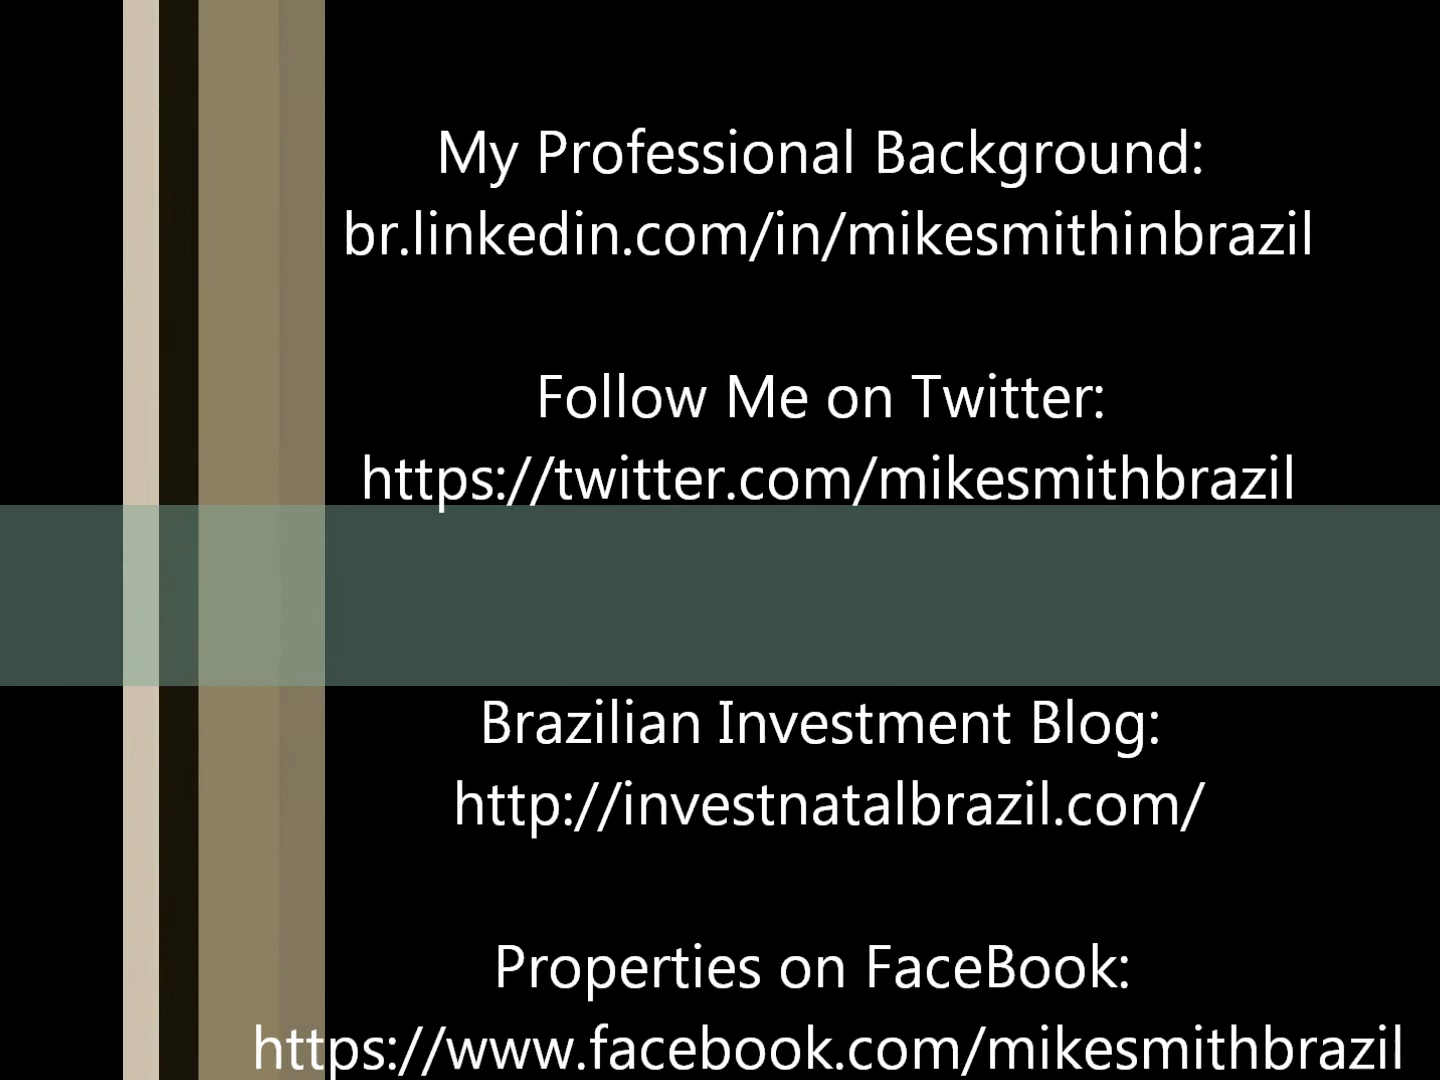 My Professional Background:
br.linkedin.com/in/mikesmithinbrazil
Follow Me on Twitter:
https://twitter.com/mikesmithbrazil
Brazilian Investment Blog:
http://investnatalbrazil.com/
Properties on FaceBook:
https://www.facebook.com/mikesmithbrazil